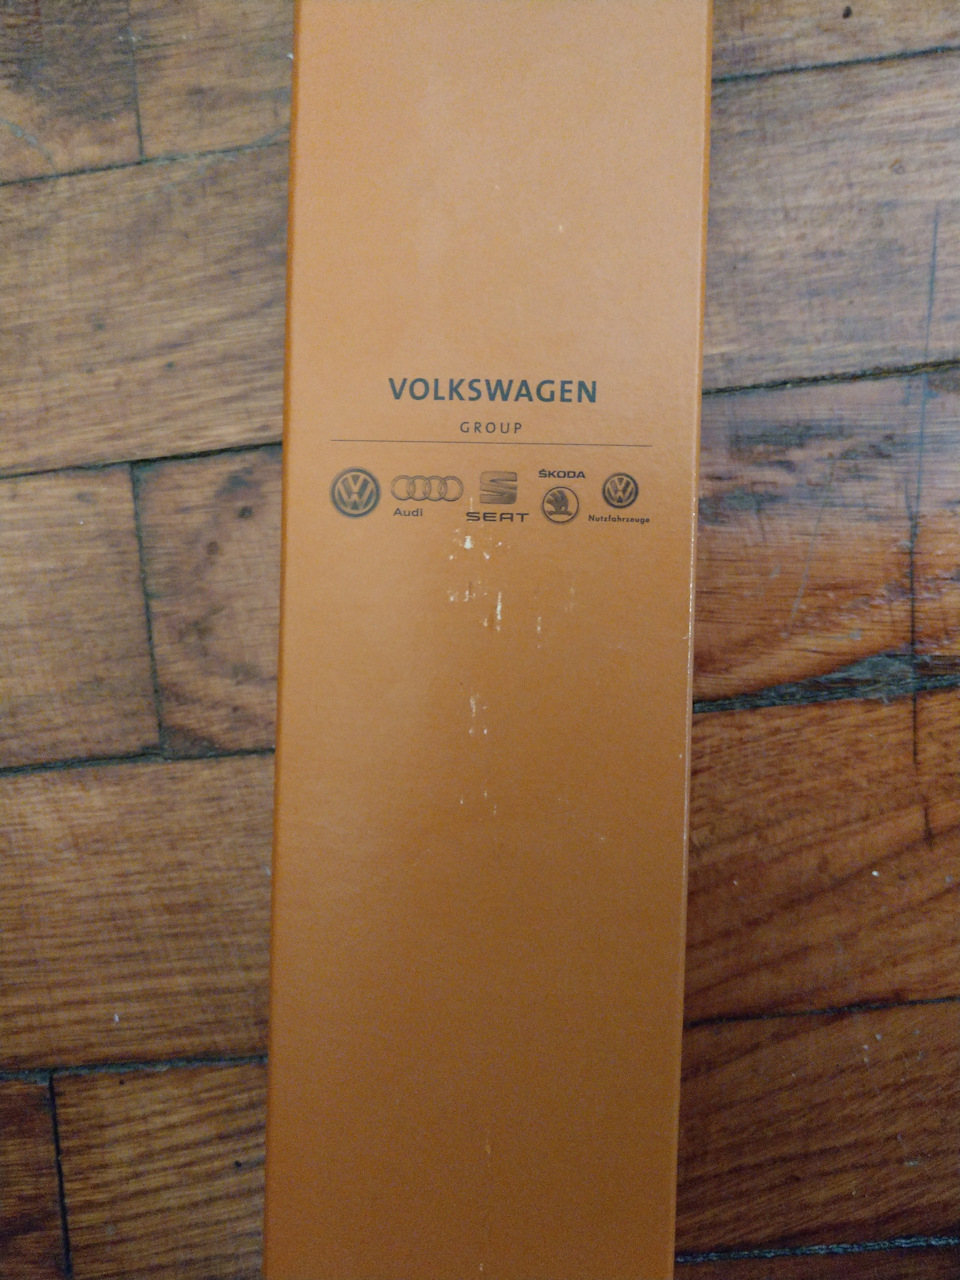 VOLKSWAGEN
GROUP
Audi
SEAT
ŠKODA
Nutzfahrzeuge